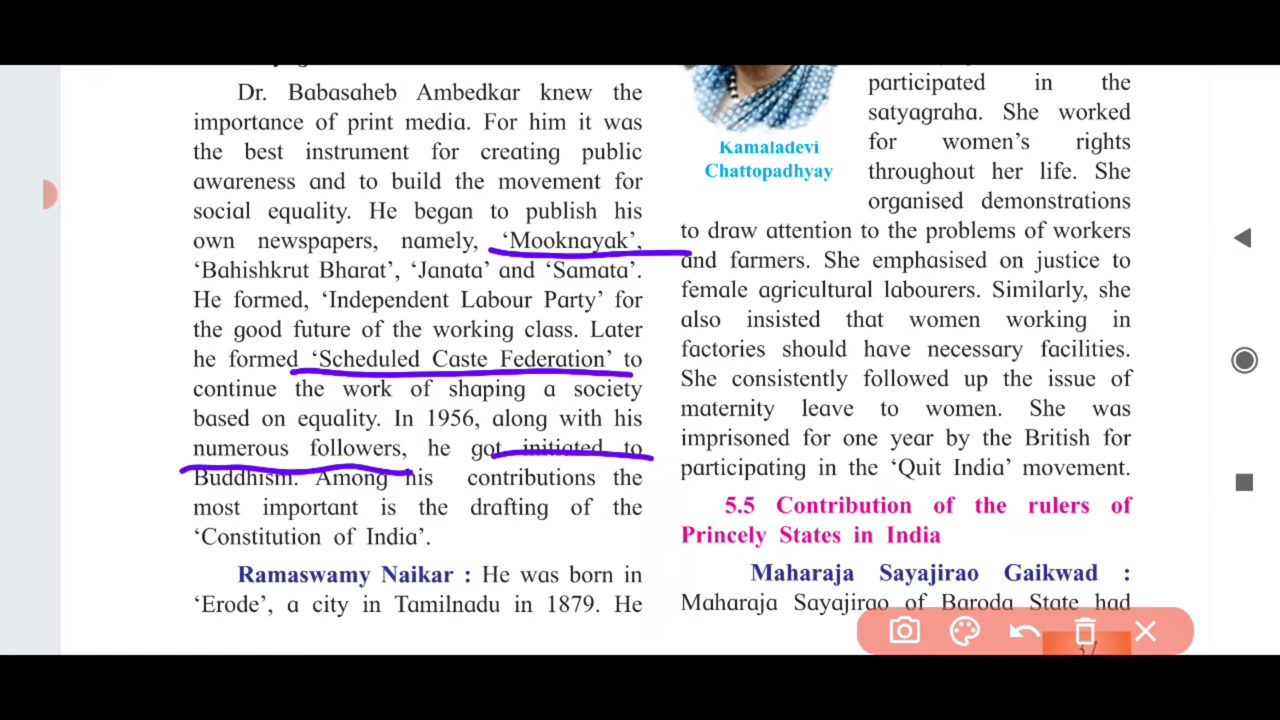 Dr. Babasaheb Ambedkar knew the
importance of print media. For him it was
the best instrument for creating public
awareness and to build the movement for
social equality. He began to publish his
own newspapers, namely, ‘Mooknayak’,
‘Bahishkrut Bharat’, ‘Janata’ and ‘Samata’.
He formed, ‘Independent Labour Party’ for
the good future of the working class. Later
he formed ‘Scheduled Caste Federation’ to
continue the work of shaping a society
based on equality. In 1956, along with his
numerous followers, he got initiated to
Buddhism. Among his contributions the
most important is the drafting of the
‘Constitution of India’.
Ramaswamy Naikar : He was born in
‘Erode’, a city in Tamilnadu in 1879. He
Kamaladevi
Chattopadhyay
participated in the
satyagraha. She worked
for women’s rights
throughout her life. She
organised demonstrations
to draw attention to the problems of workers
and farmers. She emphasised on justice to
female agricultural labourers. Similarly, she
also insisted that women working in
factories should have necessary facilities.
She consistently followed up the issue of
maternity leave to women. She was
imprisoned for one year by the British for
participating in the ‘Quit India’ movement.
5.5 Contribution of the rulers of
Princely States in India
Maharaja Sayajirao Gaikwad :
Maharaja Sayajirao of Baroda State had